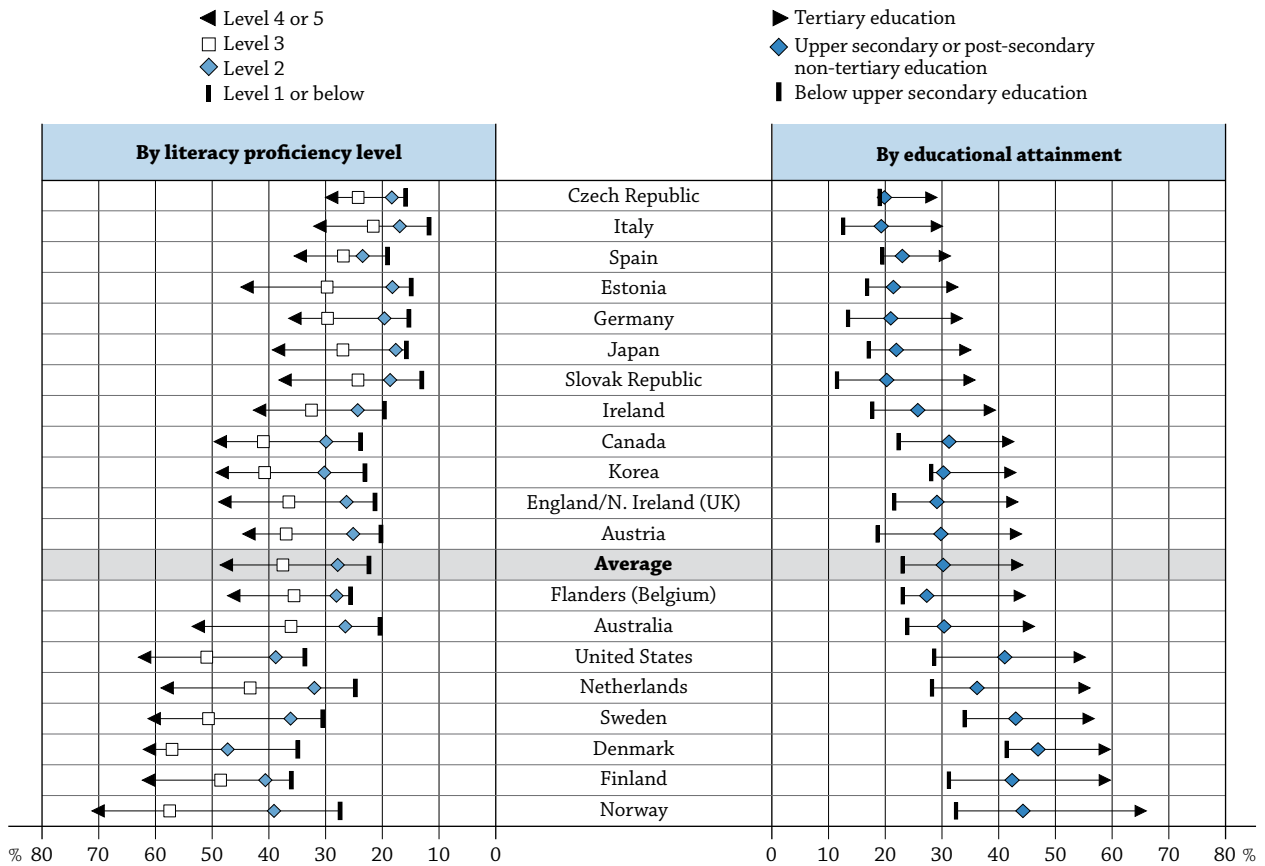 Level 4 or 5
Level 3
Level 2
Level 1 or below
Tertiary education
Upper secondary or post-secondary
non-tertiary education
Below upper secondary education
By literacy proficiency level
By educational attainment
Czech Republic
Italy
Spain
Estonia
Germany
Japan
Slovak Republic
Ireland
Canada
Korea
England/N. Ireland (UK)
Austria
Average
Flanders (Belgium)
Australia
United States
Netherlands
Sweden
Denmark
Finland
Norway
% 80 70 60 50 40 30 20 10 0
0 10 20 30 40 50 60 70 80 %